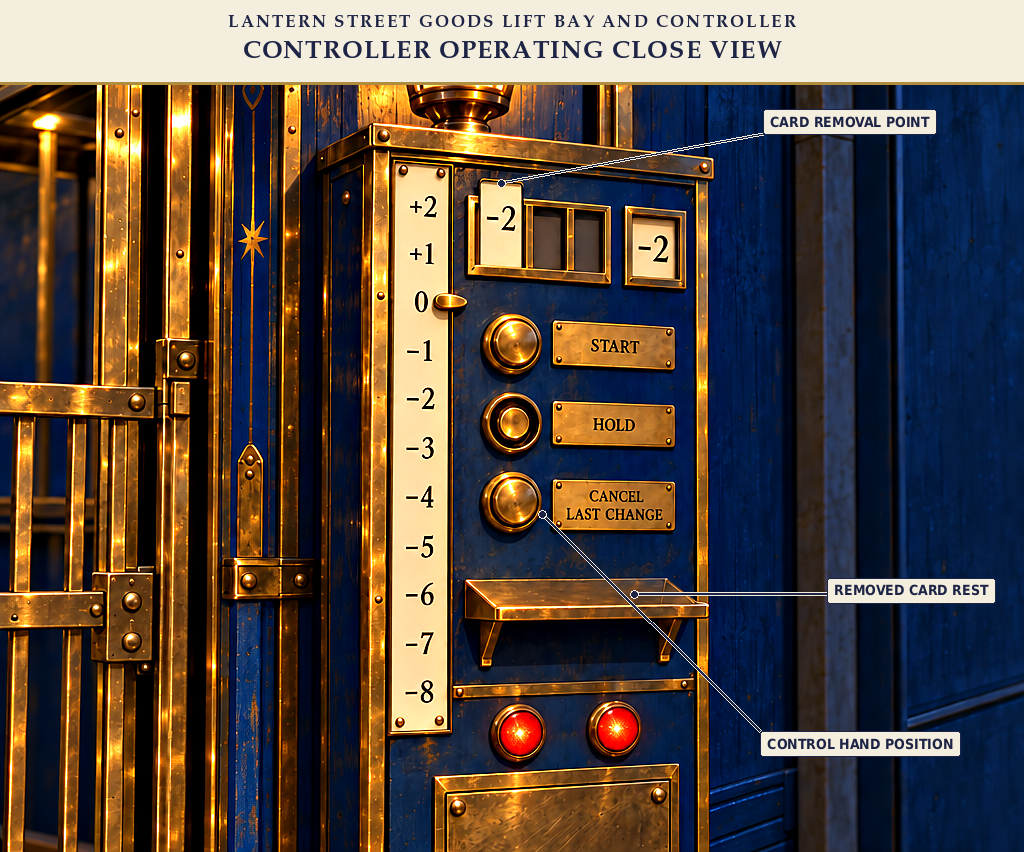 LANTERN STREET GOODS LIFT BAY AND CONTROLLER
CONTROLLER OPERATING CLOSE VIEW
CARD REMOVAL POINT
+2
+1
0
−1
−2
−3
−4
−5
−6
−7
−8
−2
−2
START
HOLD
CANCEL
LAST CHANGE
REMOVED CARD REST
CONTROL HAND POSITION